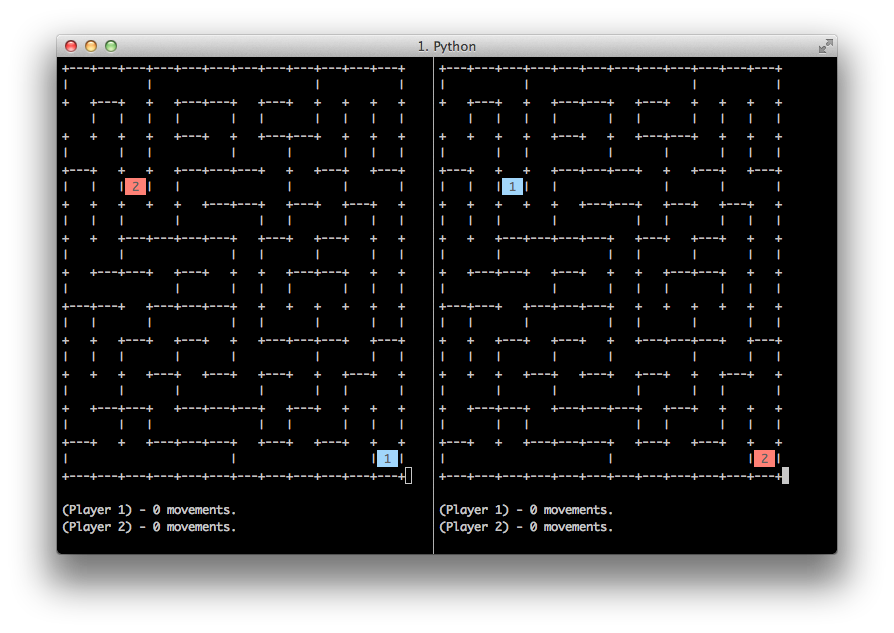 1. Python
2
1
(Player 1) - 0 movements.
(Player 2) - 0 movements.
1
2
(Player 1) - 0 movements.
(Player 2) - 0 movements.